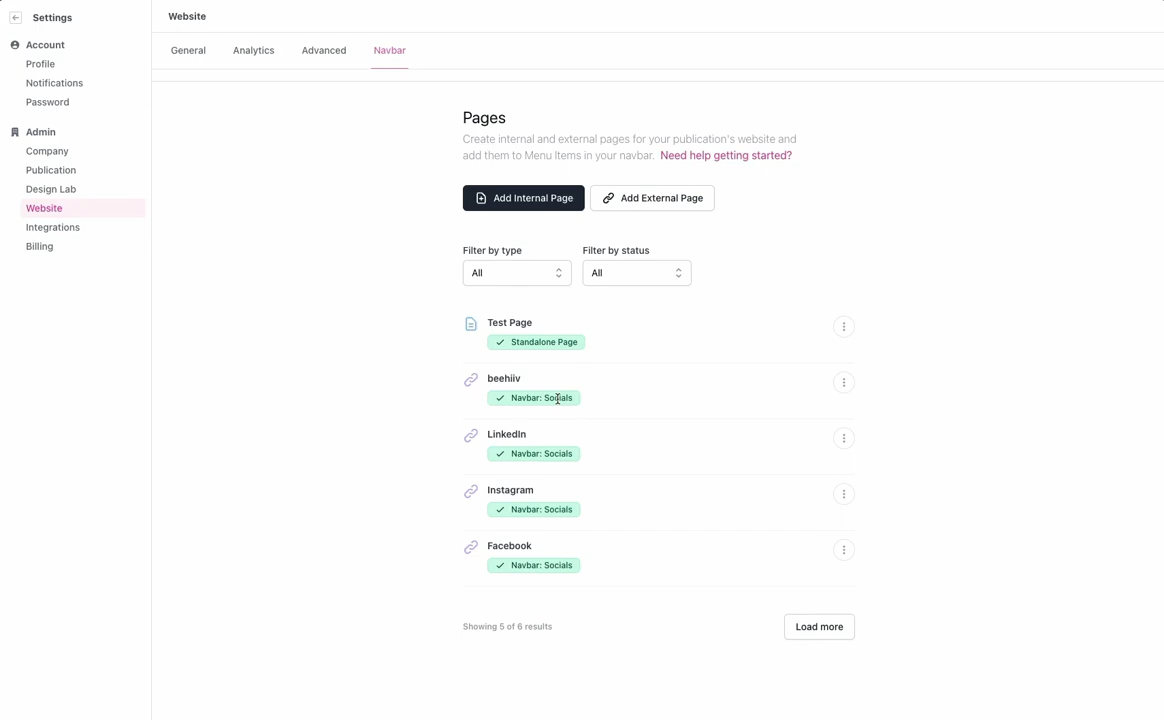 Settings
Account
Profile
Notifications
Password
Admin
Company
Publication
Design Lab
Website
Integrations
Billing
Website
General Analytics Advanced Navbar
Pages
Create internal and external pages for your publication's website and
add them to Menu Items in your navbar. Need help getting started?
Add Internal Page Add External Page
Filter by type Filter by status
All All
Test Page
Standalone Page
beehiiv
Navbar: Socials
LinkedIn
Navbar: Socials
Instagram
Navbar: Socials
Facebook
Navbar: Socials
Showing 5 of 6 results Load more